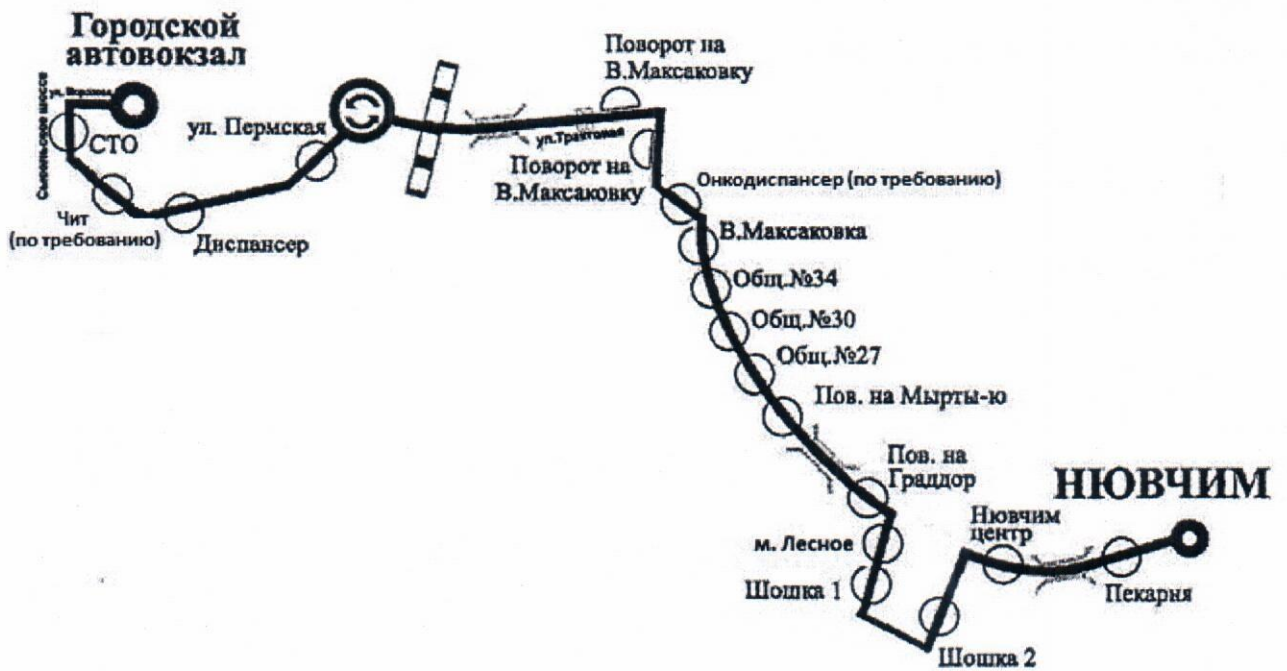 Городской
автовокзал
Сысольское шоссе
СТО
Чит
(по требованию)
Диспансер
ул. Пермская
ул.Трактовая
Поворот на
В.Максаковку
Поворот на
В.Максаковку
Онкодиспансер (по требованию)
В.Максаковка
Общ.№34
Общ.№30
Общ.№27
Пов. на Мырты-ю
Пов. на
Граддор
м. Лесное
Шошка 1
Шошка 2
Нювчим
центр
Пекарня
НЮВЧИМ